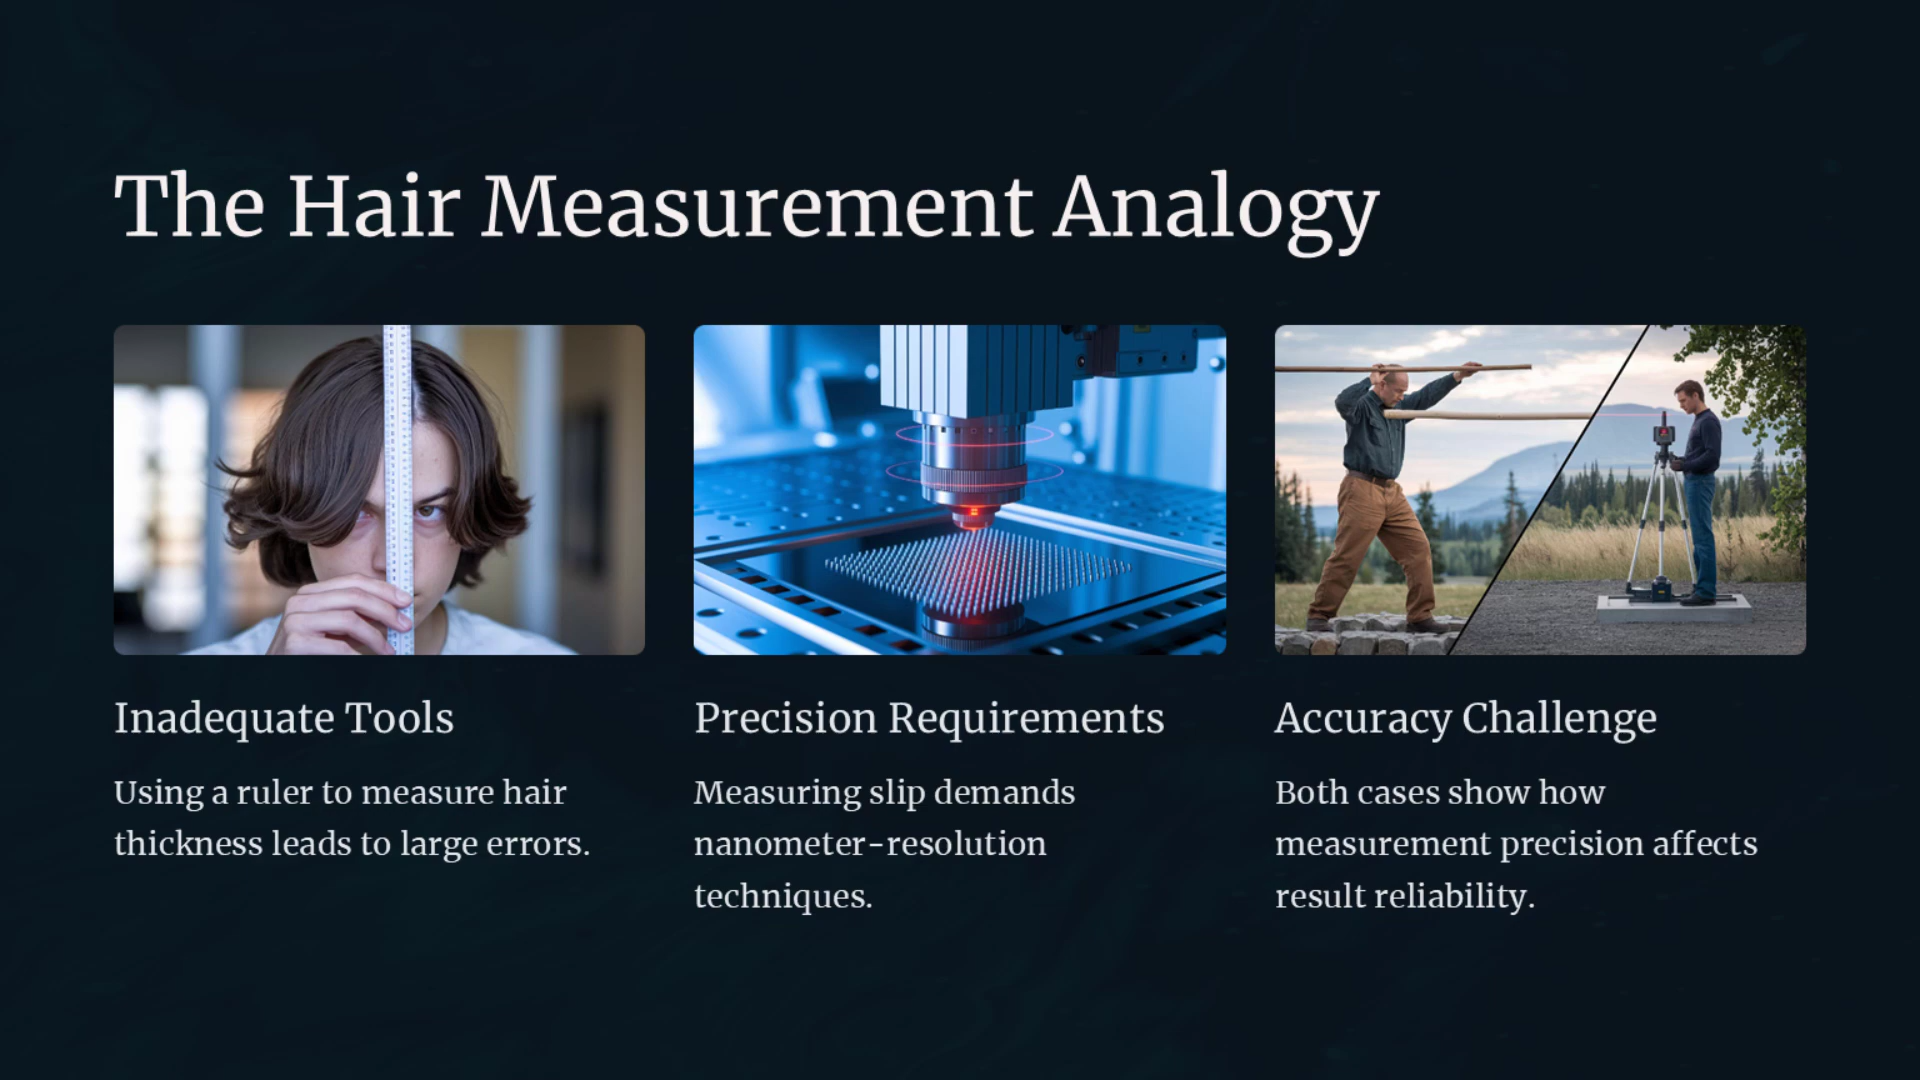 The Hair Measurement Analogy
Inadequate Tools
Using a ruler to measure hair
thickness leads to large errors.
Precision Requirements
Measuring slip demands
nanometer-resolution
techniques.
Accuracy Challenge
Both cases show how
measurement precision affects
result reliability.